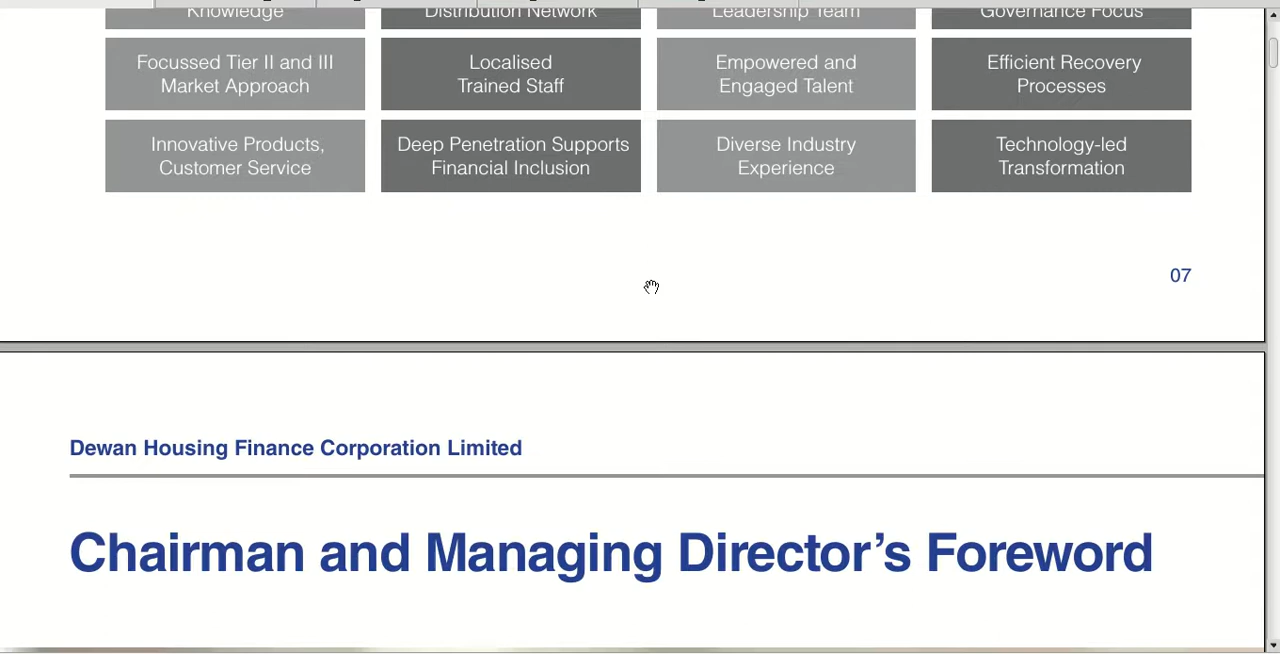 Knowledge
Distribution Network
Leadership Team
Governance Focus
Focussed Tier II and III
Market Approach
Localised
Trained Staff
Empowered and
Engaged Talent
Efficient Recovery
Processes
Innovative Products,
Customer Service
Deep Penetration Supports
Financial Inclusion
Diverse Industry
Experience
Technology-led
Transformation
07
Dewan Housing Finance Corporation Limited
Chairman and Managing Director’s Foreword